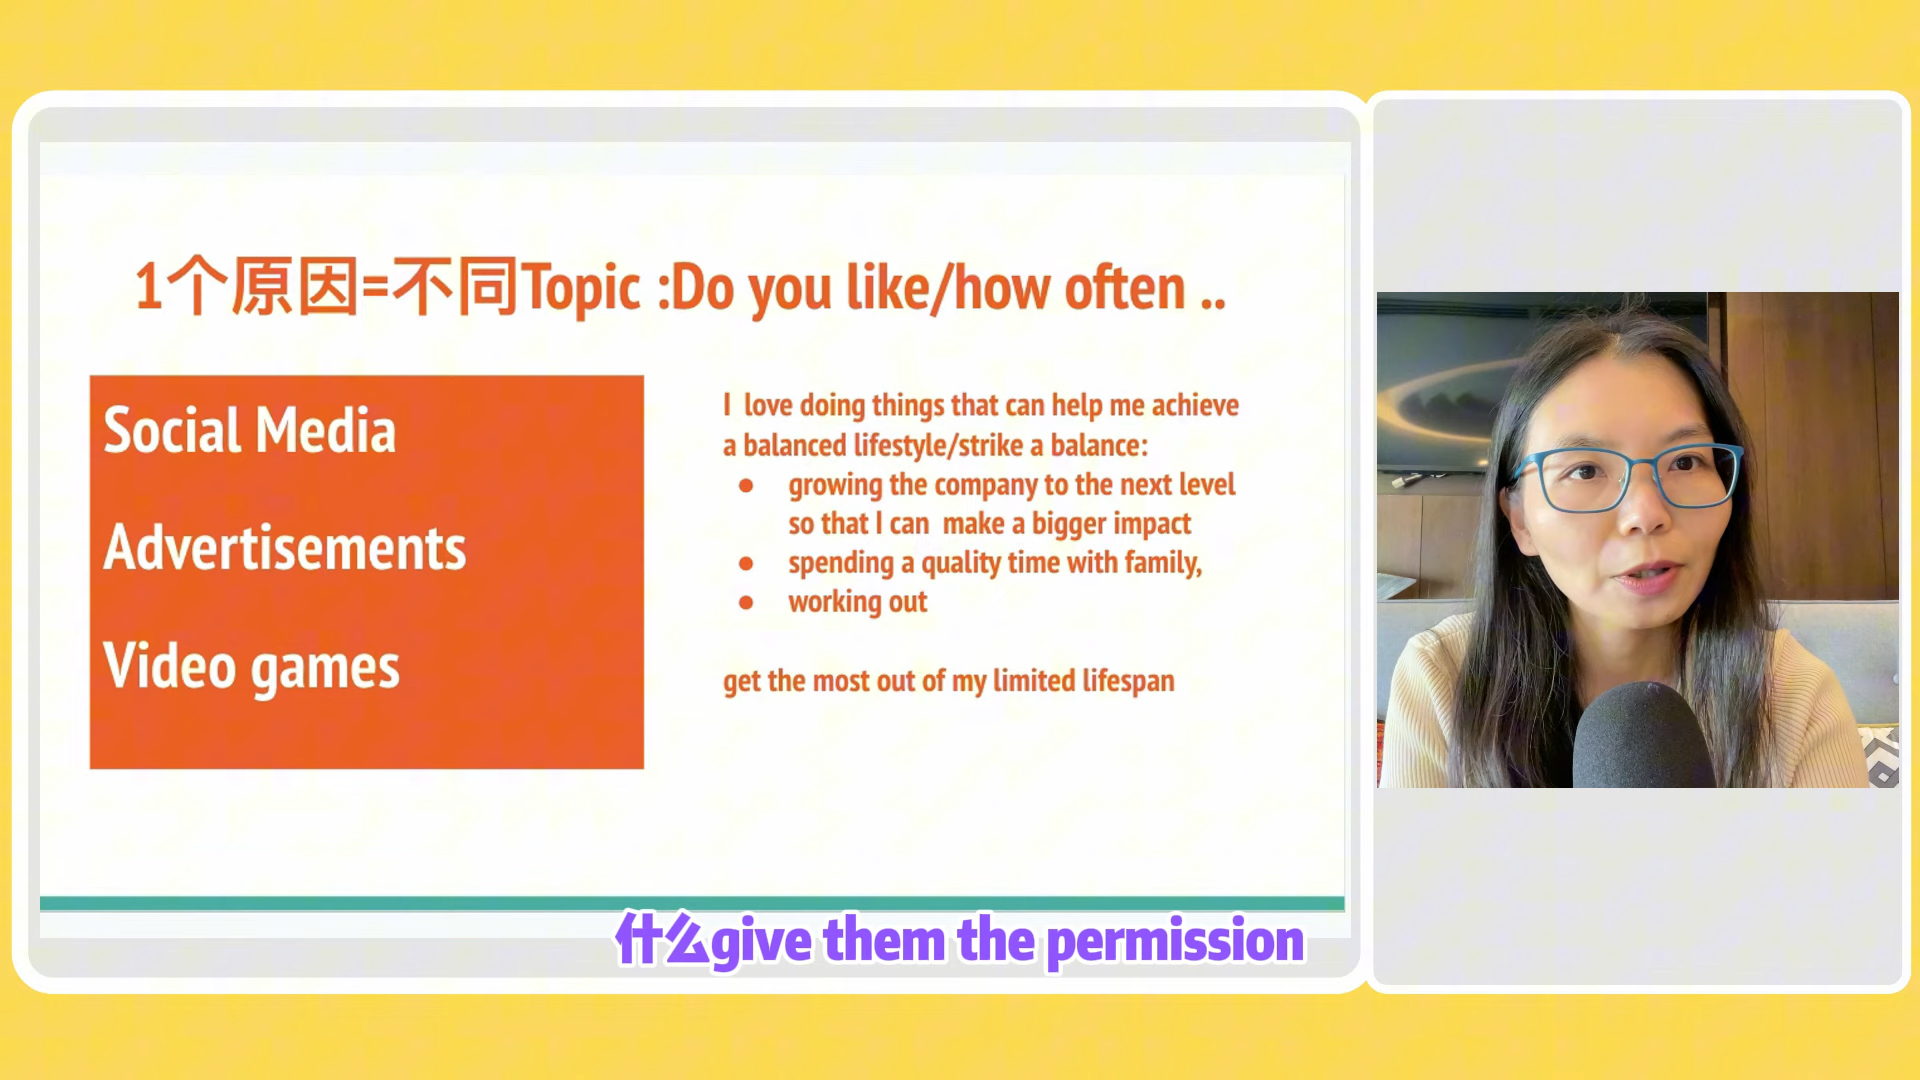 1个原因=不同Topic :Do you like/how often ..
Social Media
Advertisements
Video games
I love doing things that can help me achieve
a balanced lifestyle/strike a balance:
● growing the company to the next level
so that I can make a bigger impact
● spending a quality time with family,
● working out
get the most out of my limited lifespan
什么give them the permission